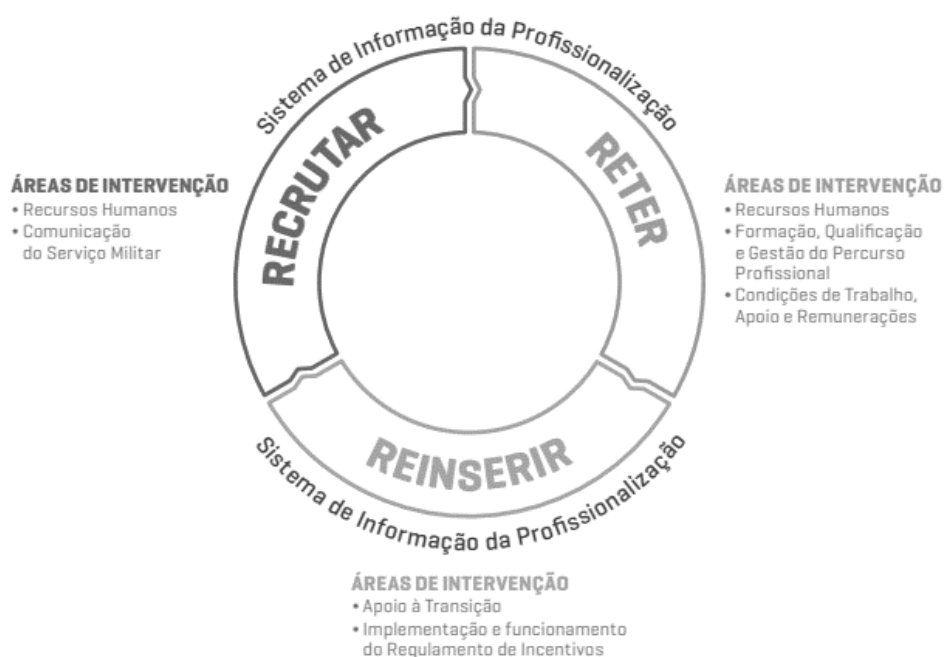 Sistema de Informação da Profissionalização
RECRUTAR
RETER
REINSERIR
Sistema de Informação da Profissionalização
ÁREAS DE INTERVENÇÃO
• Recursos Humanos
• Comunicação
do Serviço Militar
ÁREAS DE INTERVENÇÃO
• Recursos Humanos
• Formação, Qualificação
e Gestão do Percurso
Profissional
• Condições de Trabalho,
Apoio e Remunerações
ÁREAS DE INTERVENÇÃO
• Apoio à Transição
• Implementação e funcionamento
do Regulamento de Incentivos